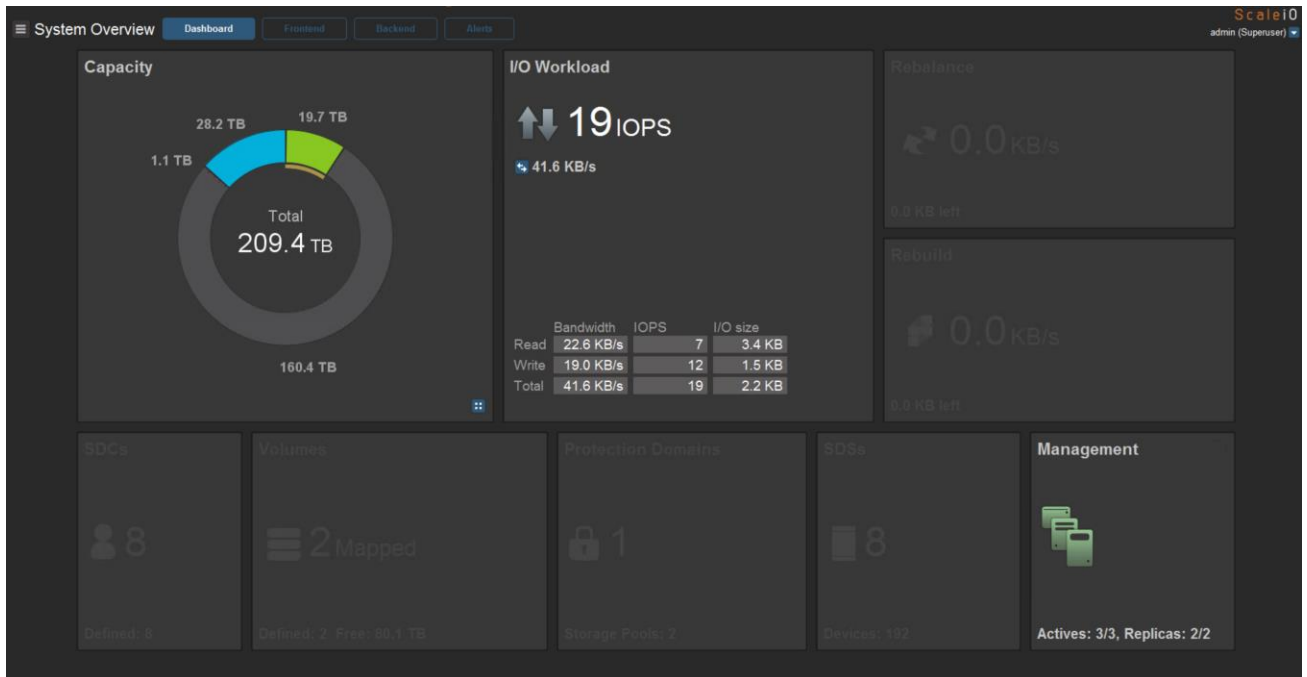 ScaleiO
System Overview Dashboard Frontend Backend Alerts
admin (Superuser)
Capacity
28.2 TB
19.7 TB
1.1 TB
Total
209.4 TB
160.4 TB
I/O Workload
19 IOPS
41.6 KB/s
Bandwidth IOPS I/O size
Read 22.6 KB/s 7 3.4 KB
Write 19.0 KB/s 12 1.5 KB
Total 41.6 KB/s 19 2.2 KB
Rebalance
0.0 KB/s
0.0 KB left
Rebuild
0.0 KB/s
0.0 KB left
SDCs
8
Defined: 8
Volumes
2 Mapped
Defined: 2 Free: 80.1 TB
Protection Domains
1
Storage Pools: 2
SDSs
8
Devices: 192
Management
Actives: 3/3, Replicas: 2/2